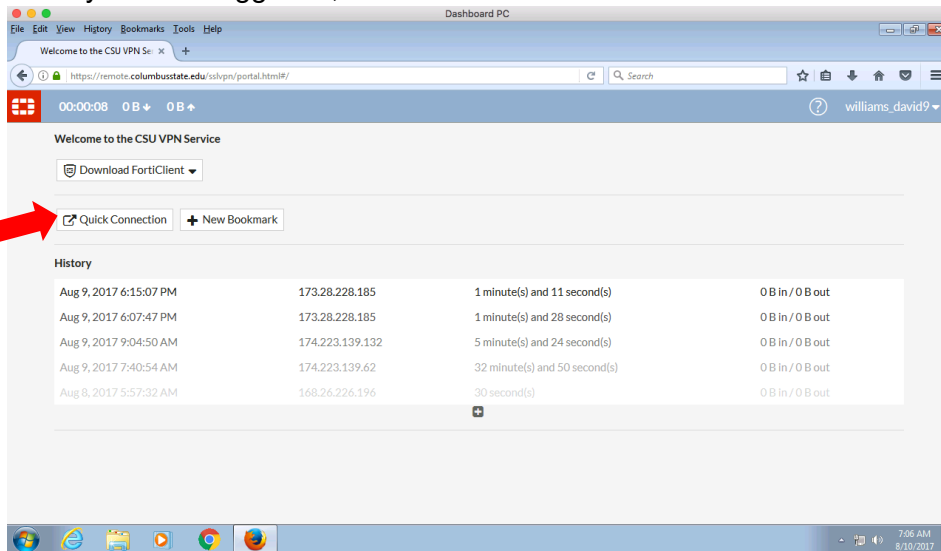 Dashboard PC
File Edit View History Bookmarks Tools Help
Welcome to the CSU VPN Se × +
https://remote.columbusstate.edu/sslvpn/portal.html#/ Search
00:00:08 0 B 0 B williams_david9
Welcome to the CSU VPN Service
Download FortiClient
Quick Connection New Bookmark
History
Aug 9, 2017 6:15:07 PM 173.28.228.185 1 minute(s) and 11 second(s) 0 B in / 0 B out
Aug 9, 2017 6:07:47 PM 173.28.228.185 1 minute(s) and 28 second(s) 0 B in / 0 B out
Aug 9, 2017 9:04:50 AM 174.223.139.132 5 minute(s) and 24 second(s) 0 B in / 0 B out
Aug 9, 2017 7:40:54 AM 174.223.139.62 32 minute(s) and 50 second(s) 0 B in / 0 B out
Aug 8, 2017 5:57:32 AM 168.26.226.196 30 second(s) 0 B in / 0 B out
7:06 AM
8/10/2017